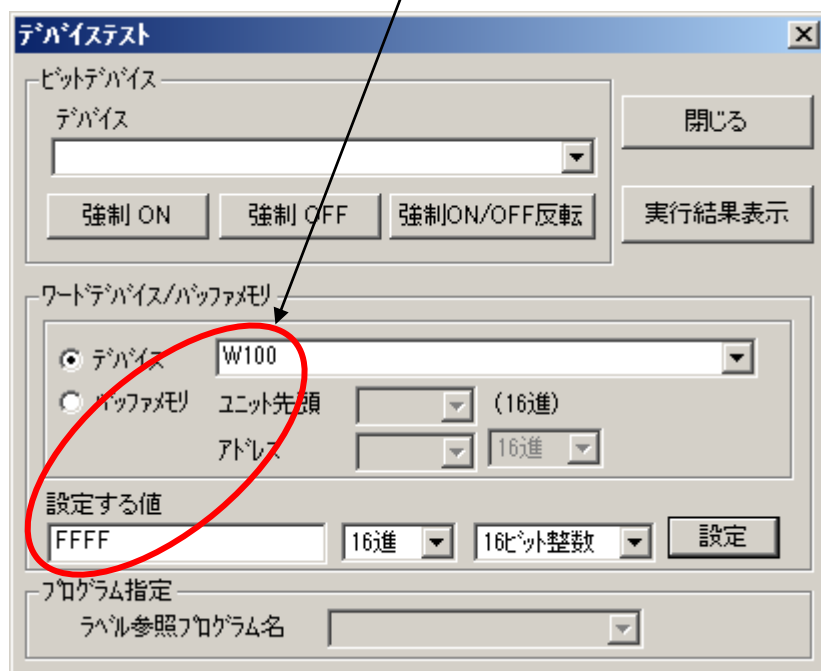 デバイステスト
ビットデバイス
デバイス
閉じる
強制 ON 強制 OFF 強制ON/OFF反転 実行結果表示
ワードデバイス/バッファメモリ
デバイス W100
バッファメモリ ユニット先頭 (16進)
アドレス 16進
設定する値
FFFF 16進 16ビット整数 設定
プログラム指定
ラベル参照プログラム名